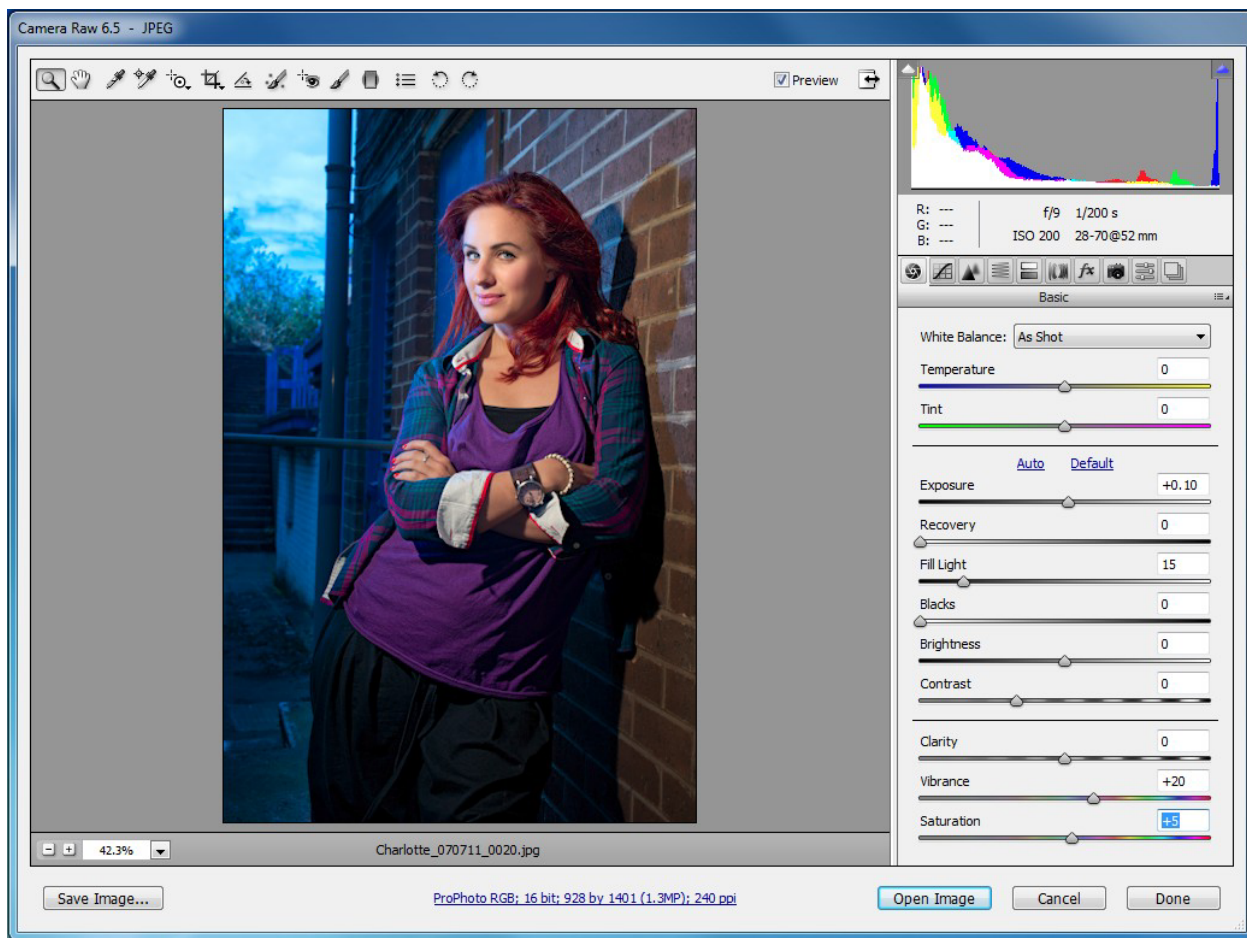 Camera Raw 6.5 - JPEG
Preview
R: ---
G: ---
B: ---
f/9 1/200 s
ISO 200 28-70@52 mm
fx
Basic
White Balance: As Shot
Temperature 0
Tint 0
Auto Default
Exposure +0.10
Recovery 0
Fill Light 15
Blacks 0
Brightness 0
Contrast 0
Clarity 0
Vibrance +20
Saturation +5
42.3%
Charlotte_070711_0020.jpg
Save Image...
ProPhoto RGB; 16 bit; 928 by 1401 (1.3MP); 240 ppi
Open Image
Cancel
Done